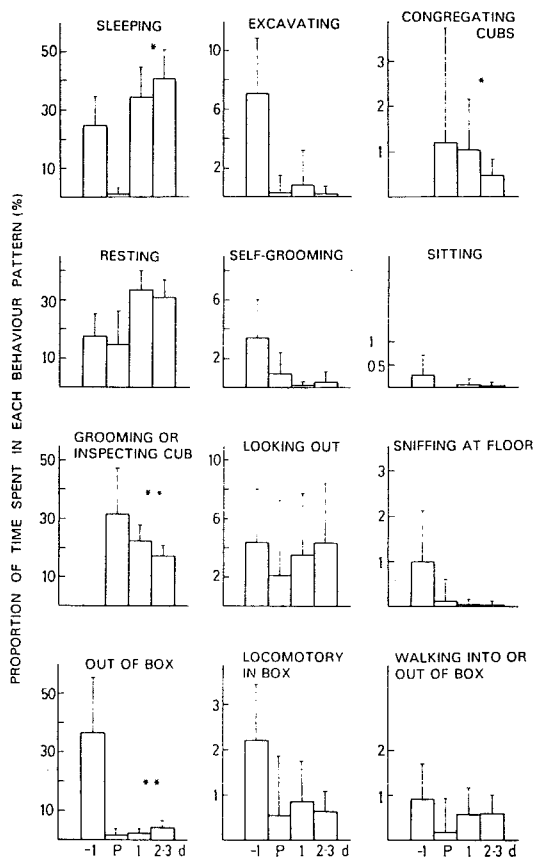 PROPORTION OF TIME SPENT IN EACH BEHAVIOUR PATTERN (%)
SLEEPING
50
*
30
10
EXCAVATING
10
6
2
CONGREGATING
CUBS
3
2
*
1
RESTING
30
10
SELF-GROOMING
6
2
SITTING
1
05
GROOMING OR
INSPECTING CUB
50
* *
30
10
LOOKING OUT
10
6
2
SNIFFING AT FLOOR
3
1
OUT OF BOX
50
30
* *
10
-1 P 1 2-3 d
LOCOMOTORY
IN BOX
2
1
-1 P 1 2-3 d
WALKING INTO OR
OUT OF BOX
2
1
-1 P 1 2-3 d